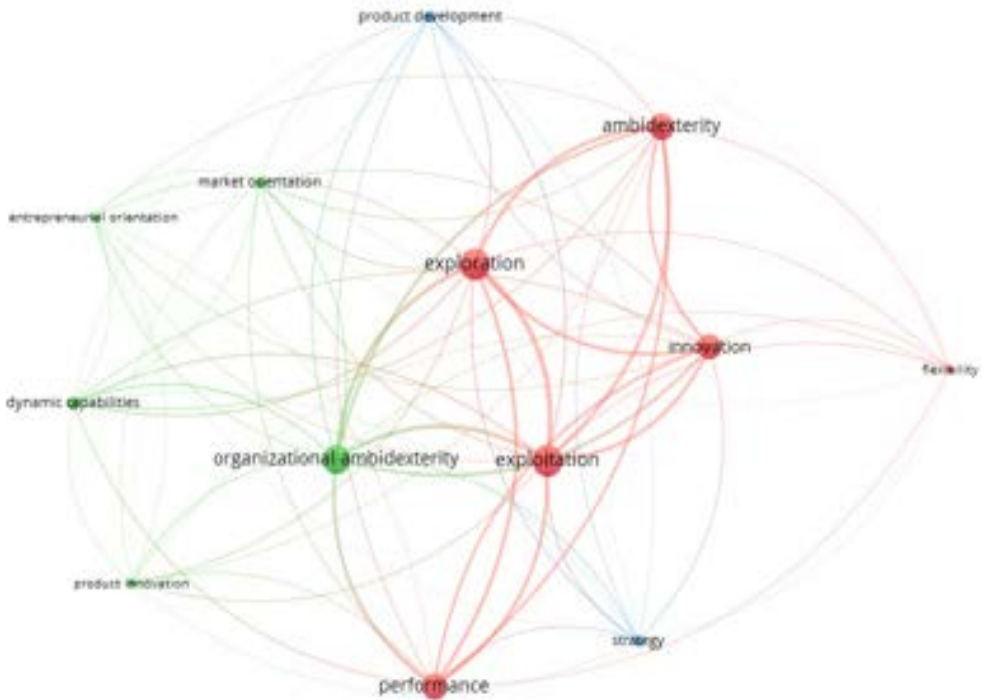 product development
ambidexterity
market orientation
entrepreneurial orientation
exploration
innovation
flexibility
dynamic capabilities
organizational ambidexterity
exploitation
product innovation
strategy
performance